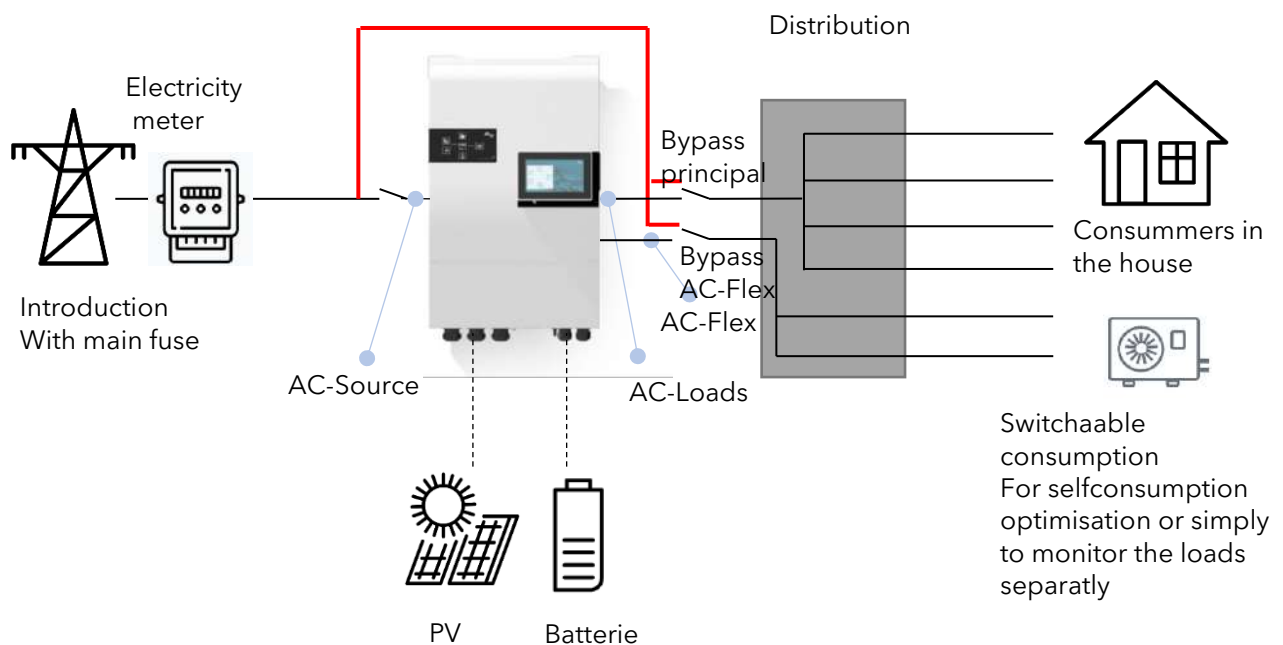 Distribution
Electricity
meter
Bypass
principal
Consummers in
the house
Bypass
AC-Flex
AC-Flex
Introduction
With main fuse
AC-Source
AC-Loads
Switchaable
consumption
For selfconsumption
optimisation or simply
to monitor the loads
separatly
PV
Batterie